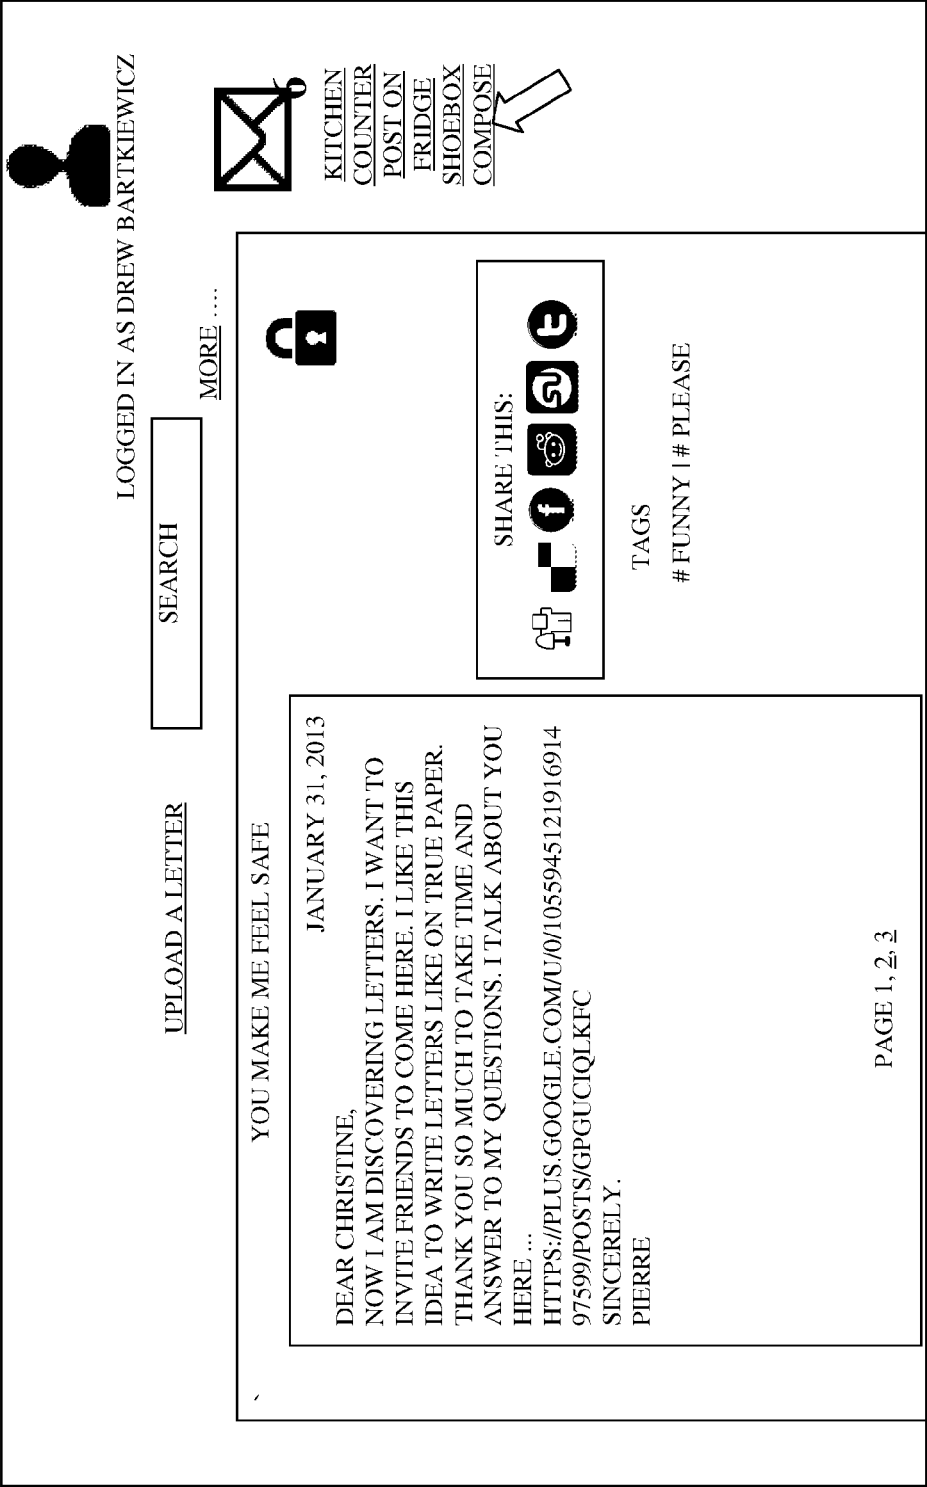 LOGGED IN AS DREW BARTKIEWICZ
UPLOAD A LETTER
SEARCH
MORE ....
6
KITCHEN
COUNTER
POST ON
FRIDGE
SHOEBOX
COMPOSE
YOU MAKE ME FEEL SAFE
JANUARY 31, 2013
DEAR CHRISTINE,
NOW I AM DISCOVERING LETTERS. I WANT TO
INVITE FRIENDS TO COME HERE. I LIKE THIS
IDEA TO WRITE LETTERS LIKE ON TRUE PAPER.
THANK YOU SO MUCH TO TAKE TIME AND
ANSWER TO MY QUESTIONS. I TALK ABOUT YOU
HERE ...
HTTPS://PLUS.GOOGLE.COM/U/0/10559451219 16914
97599/POSTS/GPGUCIQLKFC
SINCERELY.
PIERRE
PAGE 1, 2, 3
SHARE THIS:
TAGS
# FUNNY | # PLEASE